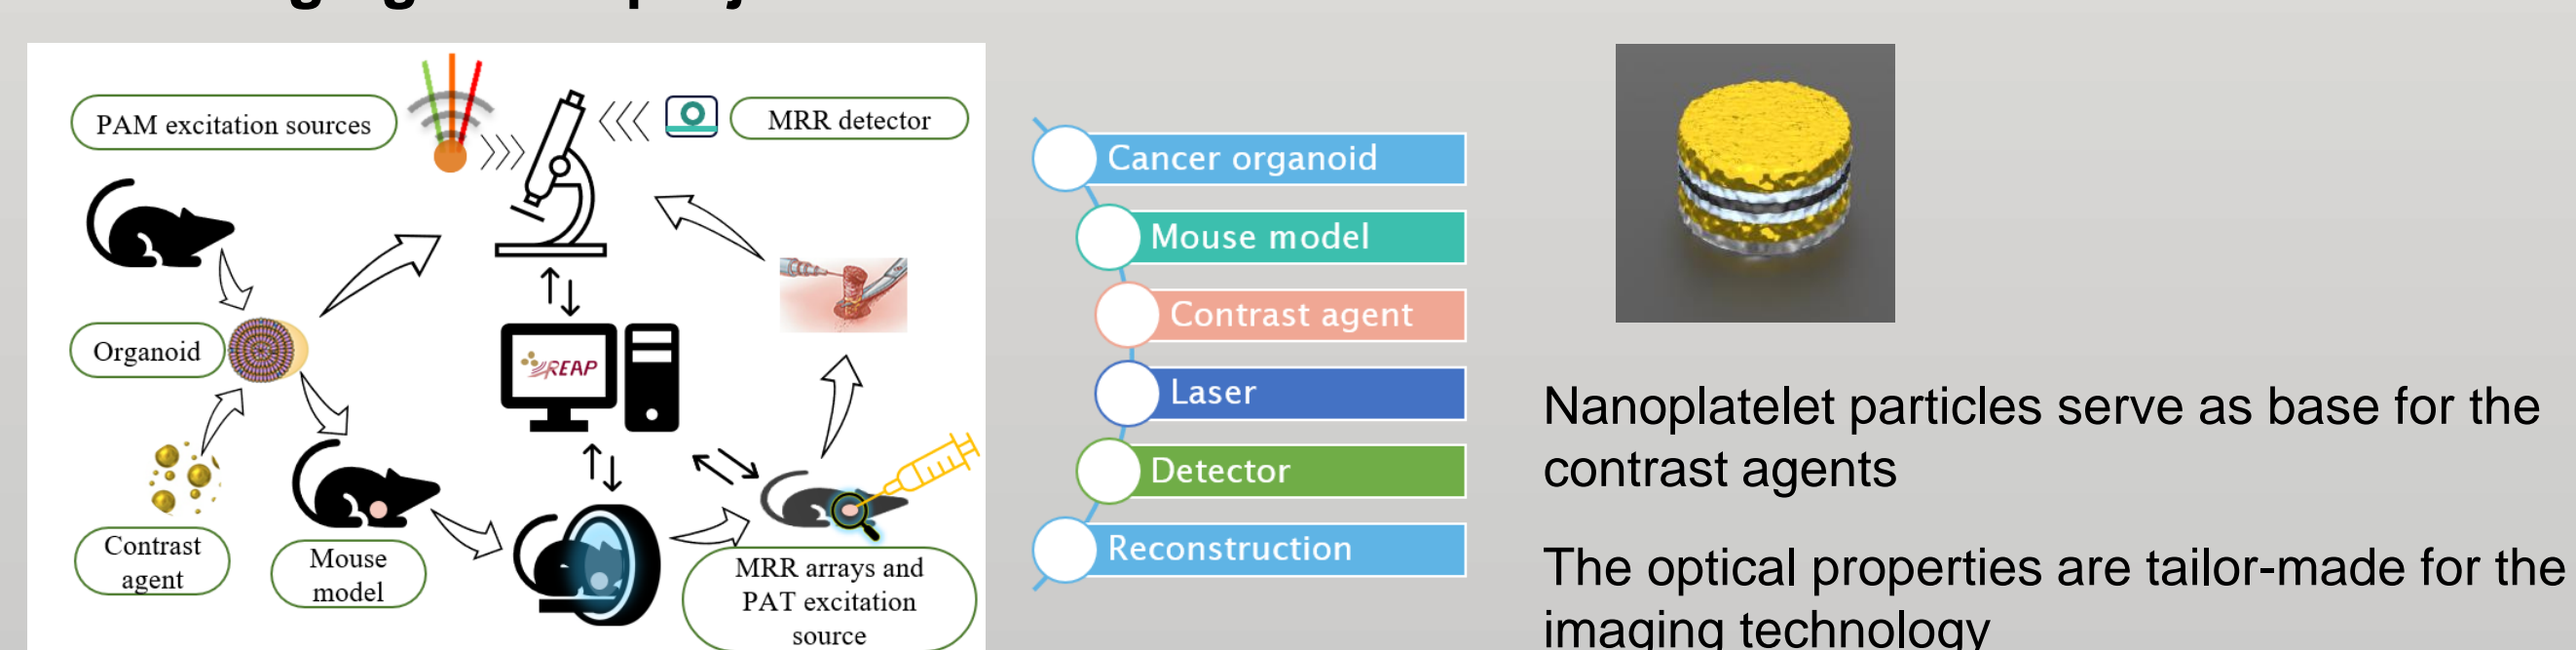 PAM excitation sources
MRR detector
Organoid
REAP
Contrast
agent
Mouse
model
MRR arrays and
PAT excitation
source
Cancer organoid
Mouse model
Contrast agent
Laser
Detector
Reconstruction
Nanoplatelet particles serve as base for the
contrast agents
The optical properties are tailor-made for the
imaging technology